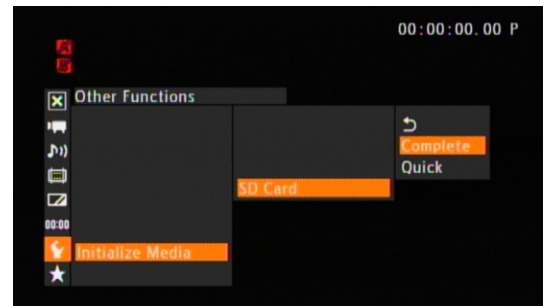 00:00:00.00 P
A
B
Other Functions
Complete
Quick
SD Card
00:00
Initialize Media